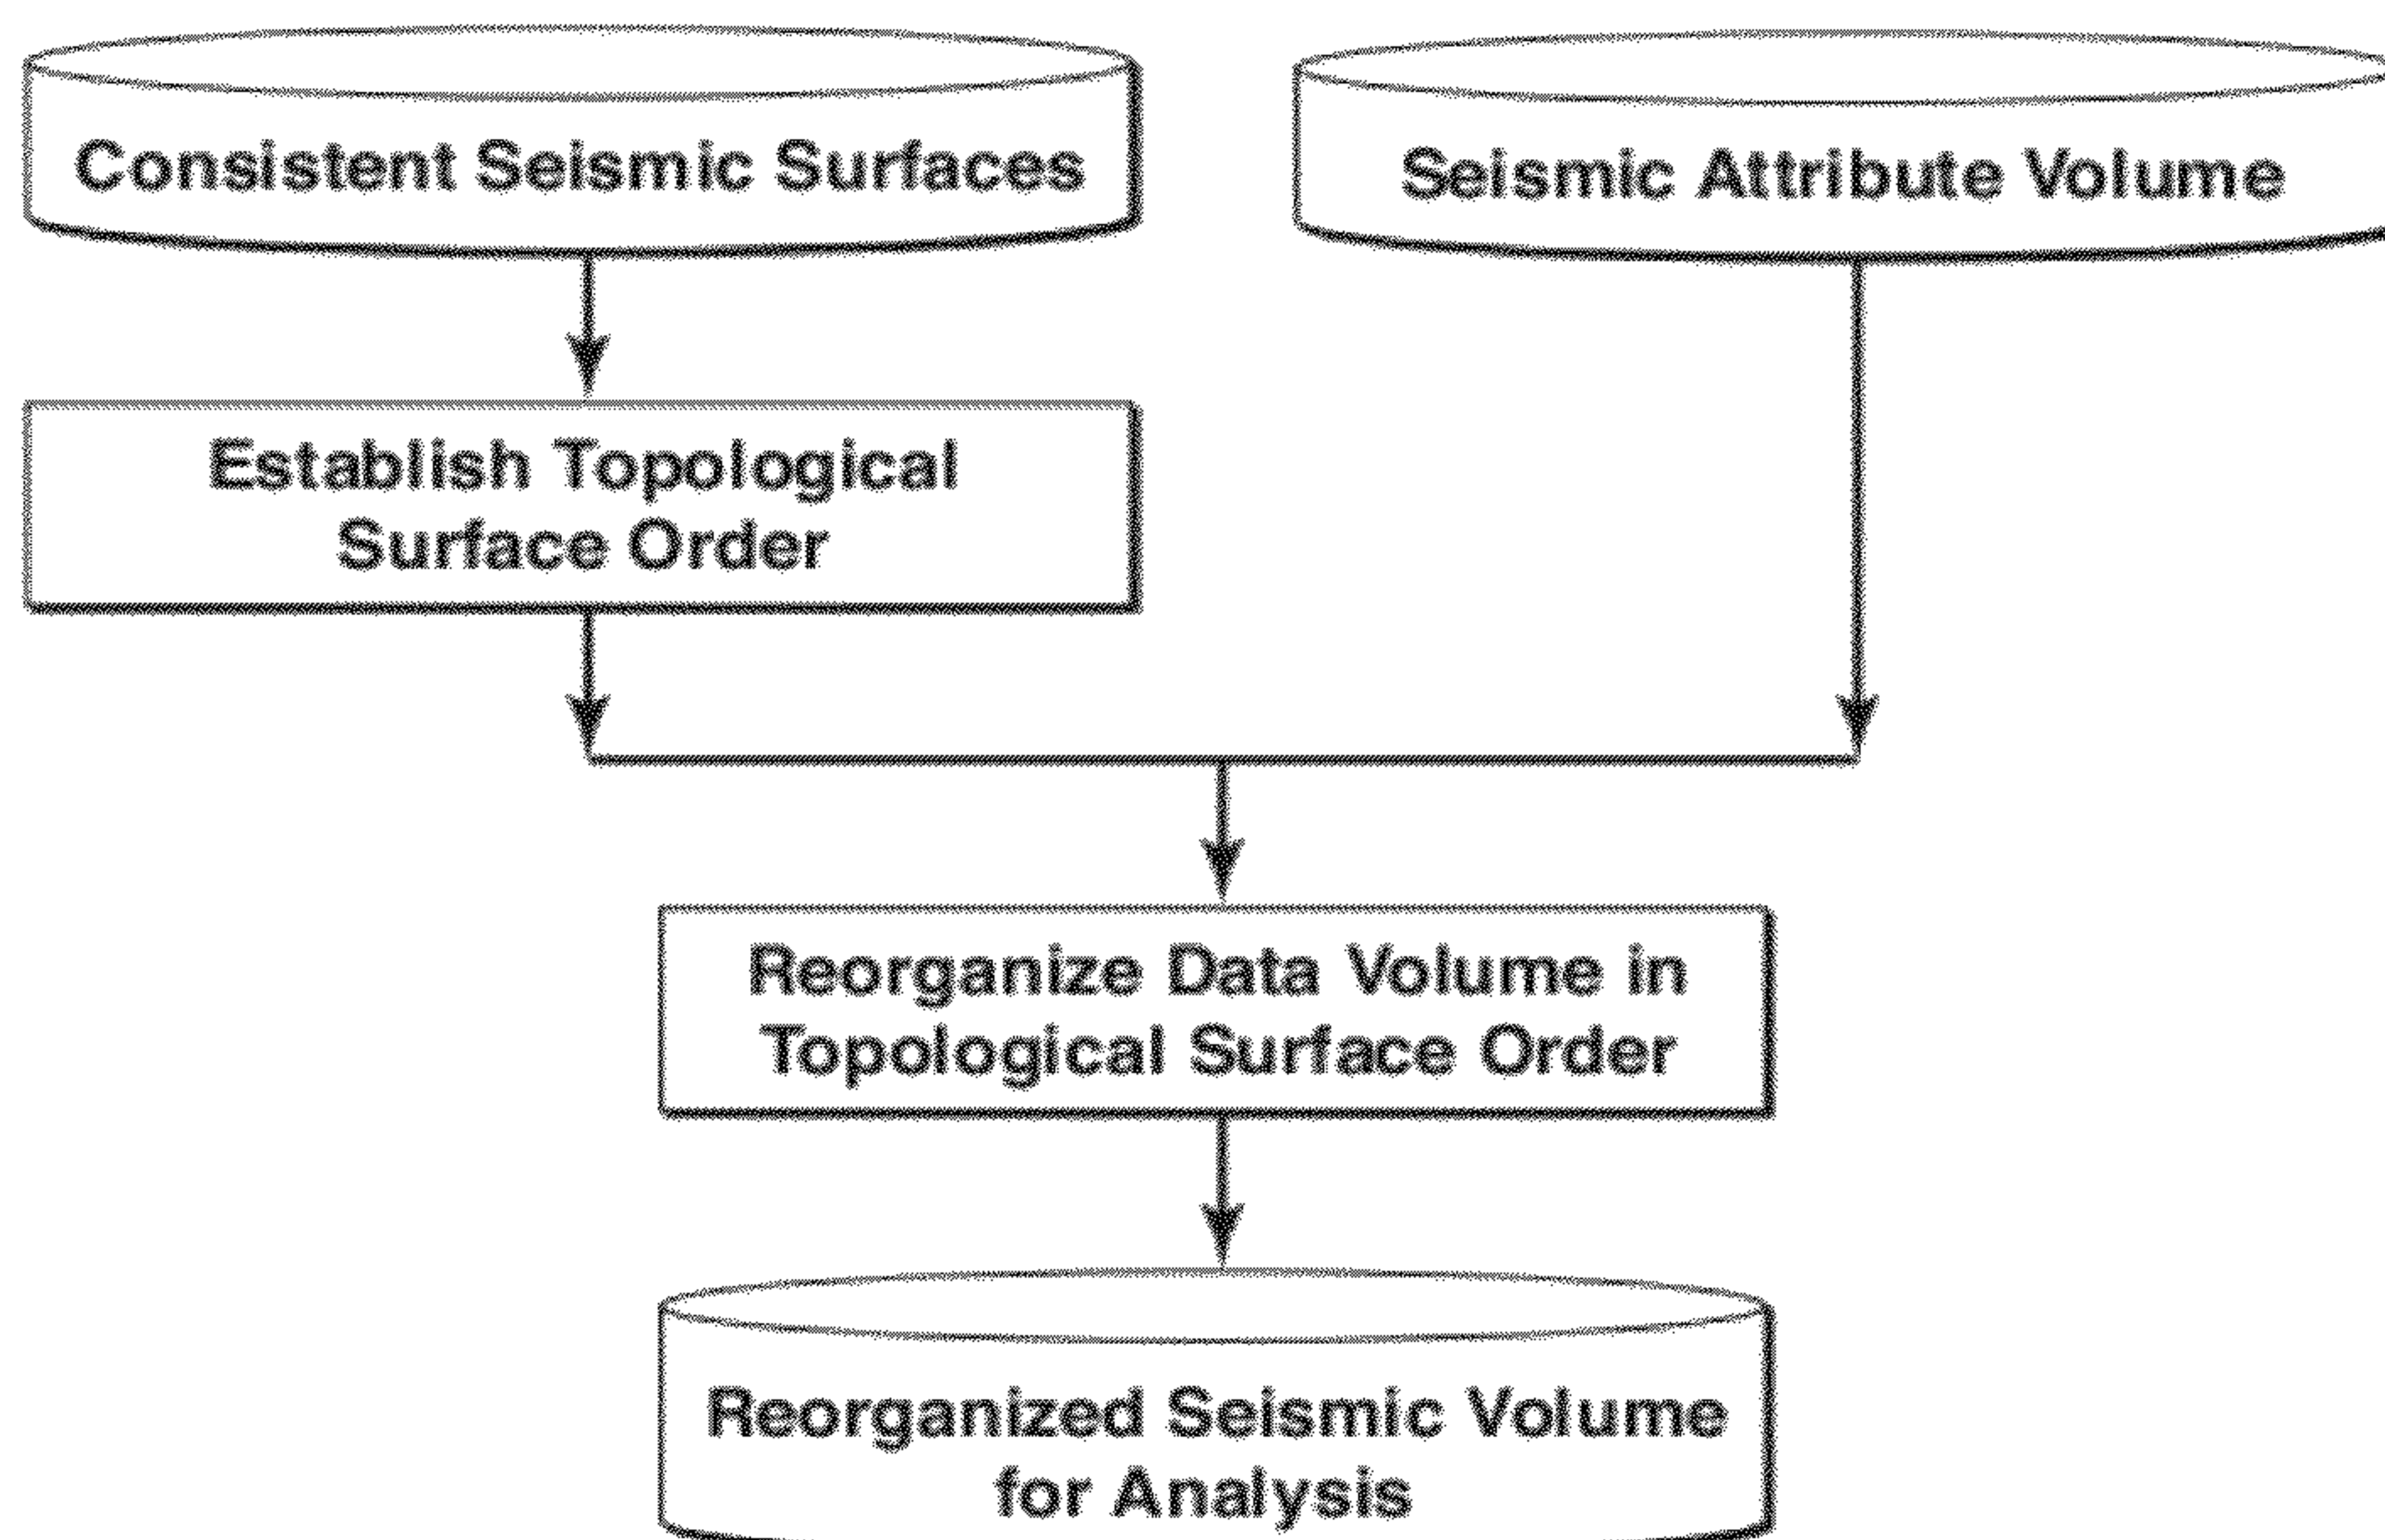 Consistent Seismic Surfaces
Seismic Attribute Volume
Establish Topological
Surface Order
Reorganize Data Volume in
Topological Surface Order
Reorganized Seismic Volume
for Analysis